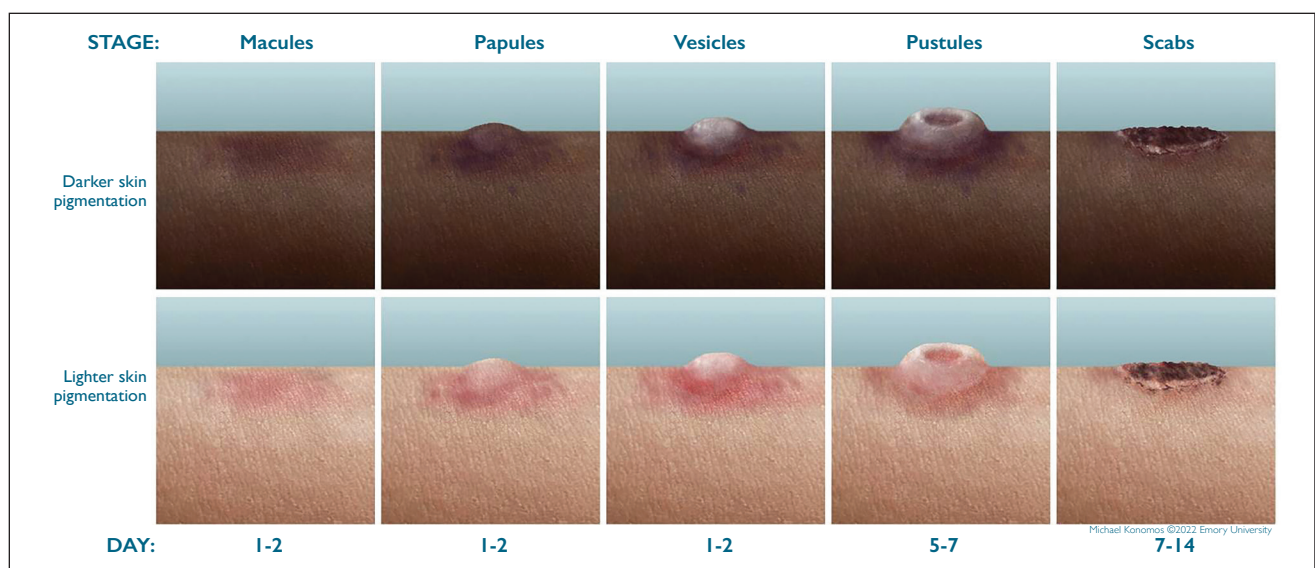 STAGE: Macules Papules Vesicles Pustules Scabs
Darker skin
pigmentation
Lighter skin
pigmentation
Michael Konomos ©2022 Emory University
DAY: 1-2 1-2 1-2 5-7 7-14